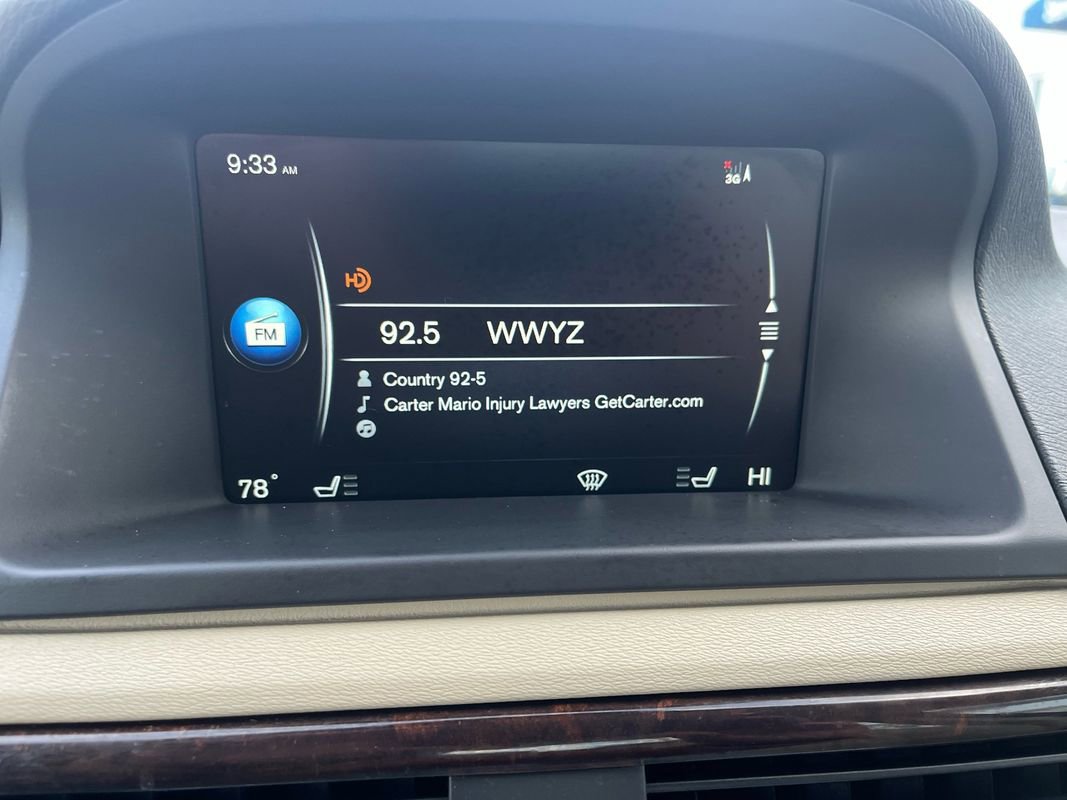 9:33 AM
3G
HD
FM
92.5 WWYZ
Country 92-5
Carter Mario Injury Lawyers GetCarter.com
78° HI